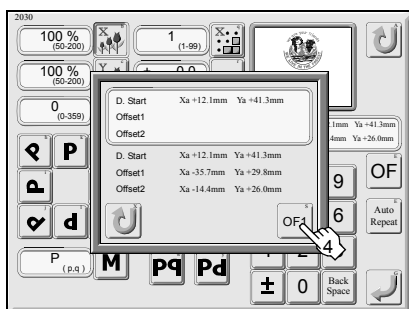 2030
100 %
(50-200)
X
1
(1-99)
X
100 %
(50-200)
0
(0-359)
P
P
P
P
d
P
(p,q)
M
Pq
Pd
D. Start Xa +12.1mm Ya +41.3mm
Offset1
Offset2
D. Start Xa +12.1mm Ya +41.3mm
Offset1 Xa -35.7mm Ya +29.8mm
Offset2 Xa -14.4mm Ya +26.0mm
OF1
4
.1mm Ya +41.3mm
.4mm Ya +26.0mm
9
OF
6
Auto
Repeat
±
0
Back
Space